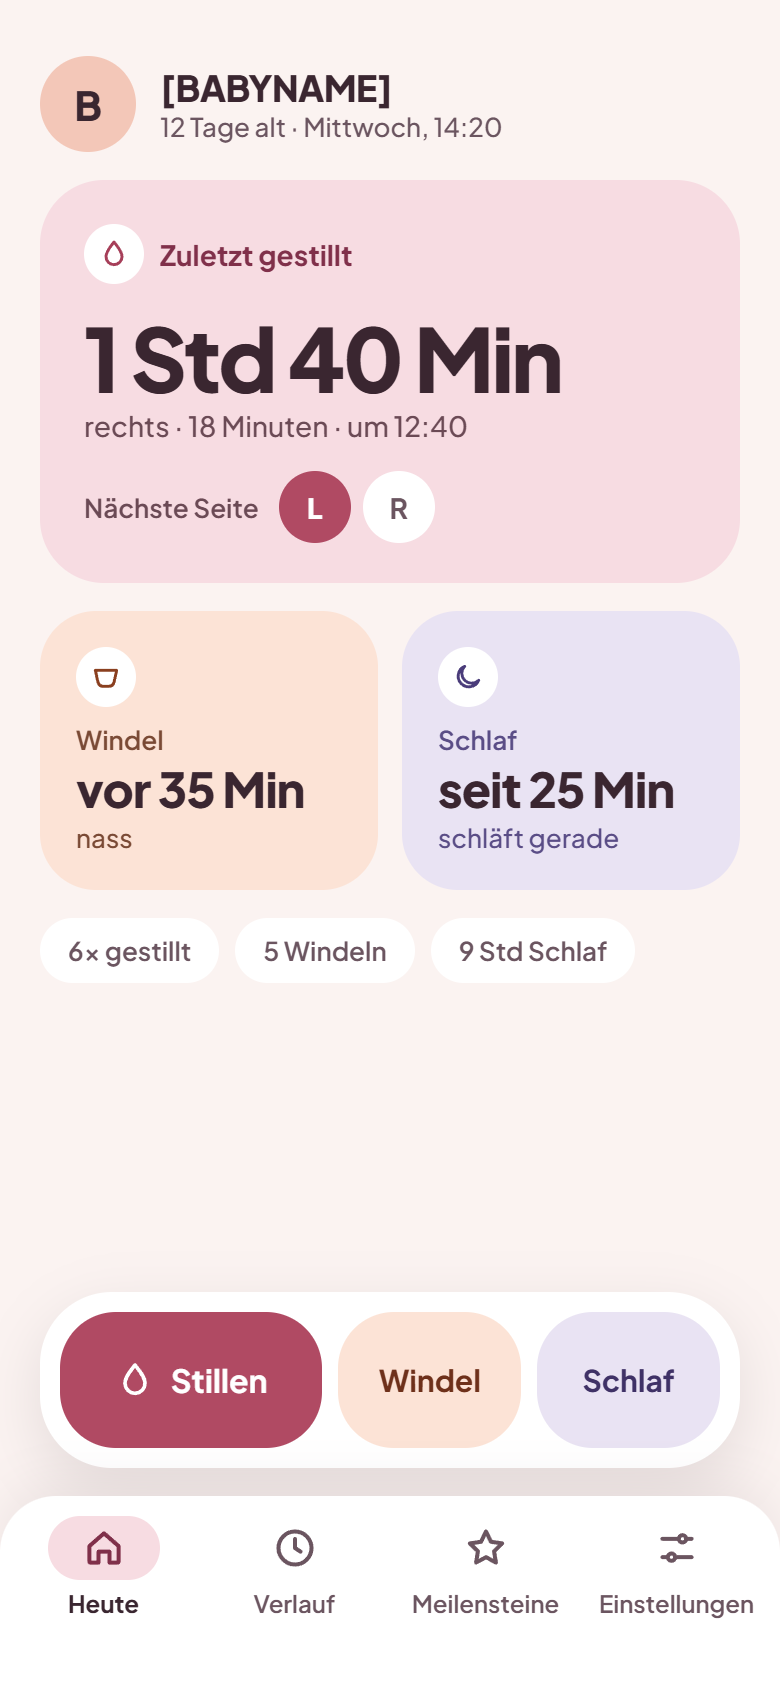 B
[BABYNAME]
12 Tage alt · Mittwoch, 14:20
Zuletzt gestillt
1 Std 40 Min
rechts · 18 Minuten · um 12:40
Nächste Seite L R
Windel
vor 35 Min
nass
Schlaf
seit 25 Min
schläft gerade
6× gestillt
5 Windeln
9 Std Schlaf
Stillen
Windel
Schlaf
Heute
Verlauf
Meilensteine
Einstellungen